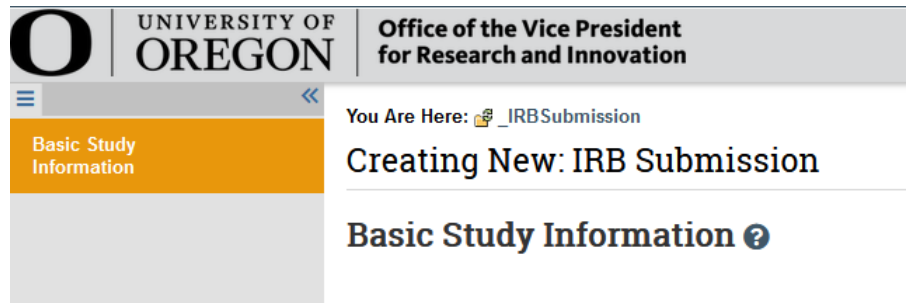 O
UNIVERSITY OF
OREGON
Office of the Vice President
for Research and Innovation
You Are Here: _IRBSubmission
Basic Study
Information
Creating New: IRB Submission
Basic Study Information ?